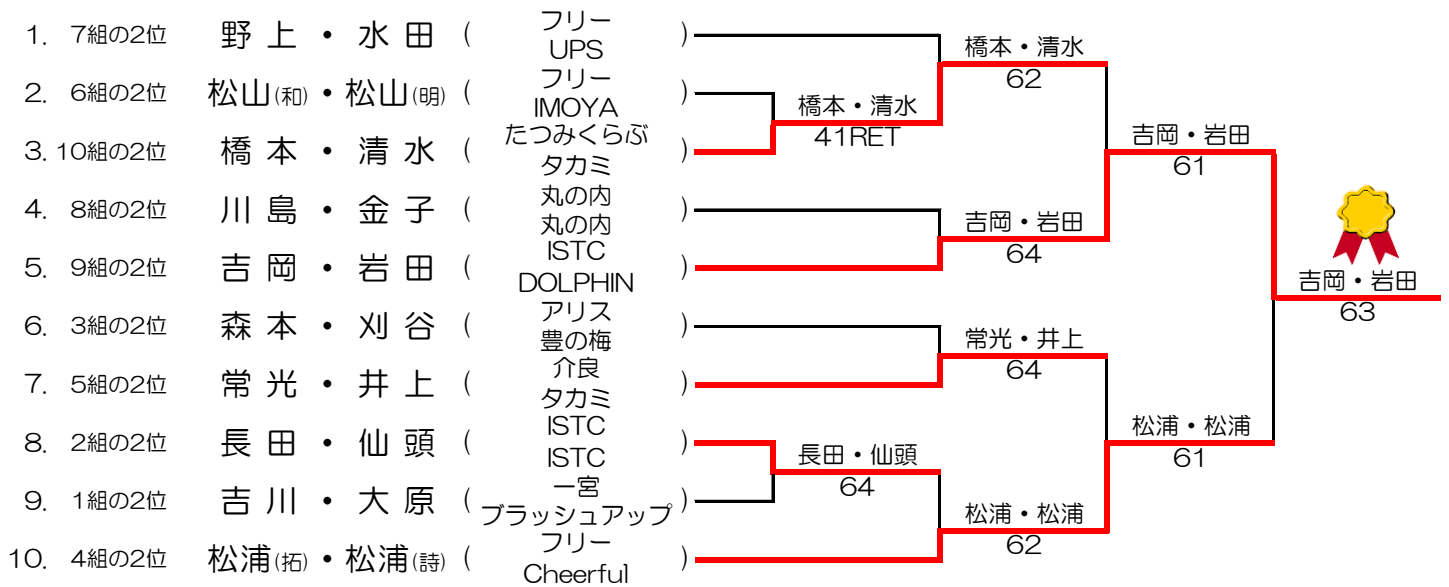 1. 7組の2位 野上・水田 ( フリー
UPS )
2. 6組の2位 松山(和)・松山(明) ( フリー
IMOYA )
3. 10組の2位 橋本・清水 ( たつみくらぶ
タカミ )
4. 8組の2位 川島・金子 ( 丸の内
丸の内 )
5. 9組の2位 吉岡・岩田 ( ISTC
DOLPHIN )
6. 3組の2位 森本・刈谷 ( アリス
豊の梅 )
7. 5組の2位 常光・井上 ( 介良
タカミ )
8. 2組の2位 長田・仙頭 ( ISTC
ISTC )
9. 1組の2位 吉川・大原 ( 一宮
ブラッシュアップ )
10. 4組の2位 松浦(拓)・松浦(詩) ( フリー
Cheerful )
橋本・清水
41RET
長田・仙頭
64
橋本・清水
62
吉岡・岩田
64
常光・井上
64
松浦・松浦
62
吉岡・岩田
61
松浦・松浦
61
吉岡・岩田
63